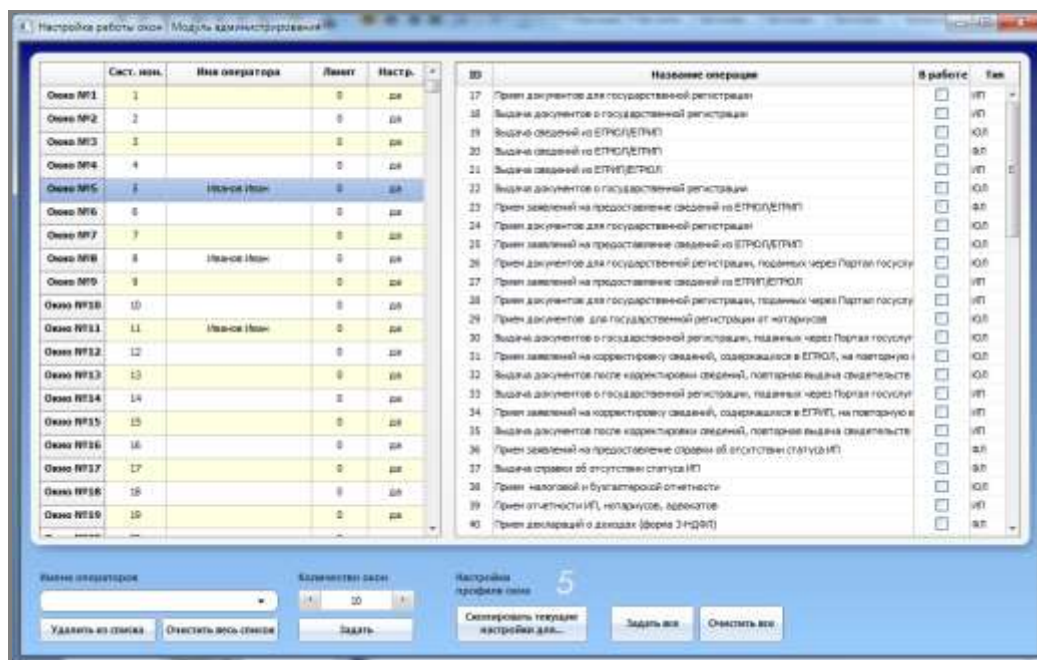 Настройка работы окон | Модуль администрирования
Сист. ном. Имя оператора Лимит Настр.
Окно №1 1 0 да
Окно №2 2 0 да
Окно №3 3 0 да
Окно №4 4 0 да
Окно №5 5 Иванов Иван 0 да
Окно №6 6 0 да
Окно №7 7 0 да
Окно №8 8 Иванов Иван 0 да
Окно №9 9 0 да
Окно №10 10 0 да
Окно №11 11 Иванов Иван 0 да
Окно №12 12 0 да
Окно №13 13 0 да
Окно №14 14 0 да
Окно №15 15 0 да
Окно №16 16 0 да
Окно №17 17 0 да
Окно №18 18 0 да
Окно №19 19 0 да
ID Название операции В работе Тип
17 Прием документов для государственной регистрации ИП
18 Выдача документов о государственной регистрации ИП
19 Выдача сведений из ЕГРЮЛ/ЕГРИП ЮЛ
20 Выдача сведений из ЕГРЮЛ/ЕГРИП ФЛ
21 Выдача сведений из ЕГРИП/ЕГРЮЛ ИП
22 Выдача документов о государственной регистрации ЮЛ
23 Прием заявлений на предоставление сведений из ЕГРЮЛ/ЕГРИП ФЛ
24 Прием документов для государственной регистрации ЮЛ
25 Прием заявлений на предоставление сведений из ЕГРЮЛ/ЕГРИП ЮЛ
26 Прием документов для государственной регистрации, поданных через Портал госуслу ЮЛ
27 Прием заявлений на предоставление сведений из ЕГРИП/ЕГРЮЛ ИП
28 Прием документов для государственной регистрации, поданных через Портал госуслу ИП
29 Прием документов для государственной регистрации от нотариусов ЮЛ
30 Выдача документов о государственной регистрации, поданных через Портал госуслуг ЮЛ
31 Прием заявлений на корректировку сведений, содержащихся в ЕГРЮЛ, на повторную ЮЛ
32 Выдача документов после корректировки сведений, повторная выдача свидетельств ЮЛ
33 Выдача документов о государственной регистрации, поданных через Портал госуслуг ИП
34 Прием заявлений на корректировку сведений, содержащихся в ЕГРИП, на повторную в ИП
35 Выдача документов после корректировки сведений, повторная выдача свидетельств ИП
36 Прием заявлений на предоставление справки об отсутствии статуса ИП ФЛ
37 Выдача справки об отсутствии статуса ИП ФЛ
38 Прием налоговой и бухгалтерской отчетности ЮЛ
39 Прием отчетности ИП, нотариусов, адвокатов ИП
40 Прием деклараций о доходах (форма 3-НДФЛ) ФЛ
Имена операторов
Удалить из списка Очистить весь список
Количество окон
10
Задать
Настройка
профиля окна 5
Скопировать текущие
настройки для...
Задать все Очистить все